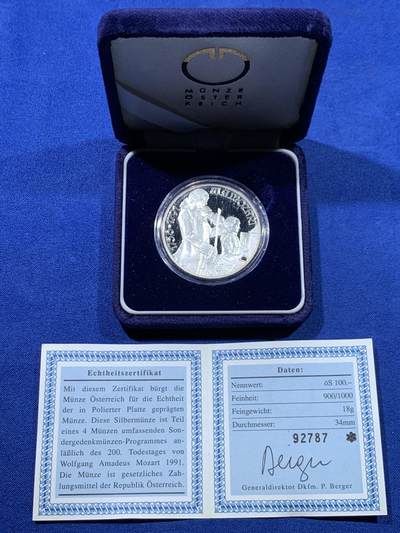 MÜNZE
ÖSTER
REICH
Echtheitszertifikat
Mit diesem Zertifikat bürgt die
Münze Österreich für die Echtheit
der in Polierter Platte geprägten
Münze. Diese Silbermünze ist Teil
eines 4 Münzen umfassenden Son-
dergedenkmünzen-Programmes an-
läßlich des 200. Todestages von
Wolfgang Amadeus Mozart 1991.
Die Münze ist gesetzliches Zah-
lungsmittel der Republik Österreich.
Daten:
Nennwert: öS 100.–
Feinheit: 900/1000
Feingewicht: 18g
Durchmesser: 34mm
92787
Berger
Generaldirektor Dkfm. P. Berger